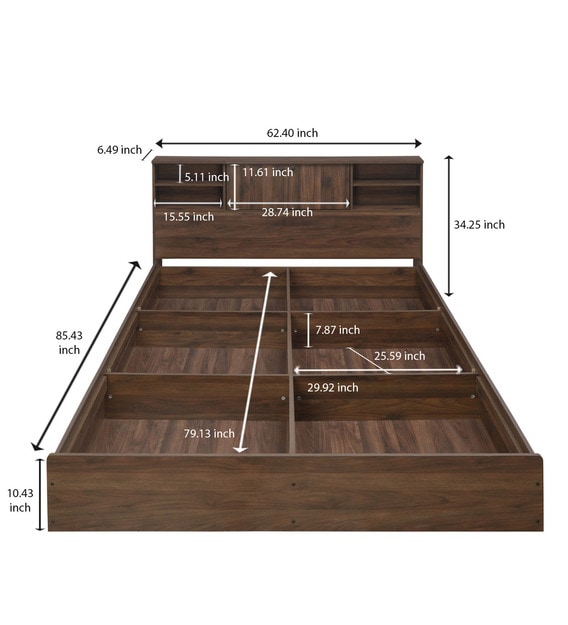 62.40 inch
6.49 inch
5.11 inch
11.61 inch
15.55 inch
28.74 inch
34.25 inch
85.43
inch
7.87 inch
25.59 inch
29.92 inch
79.13 inch
10.43
inch